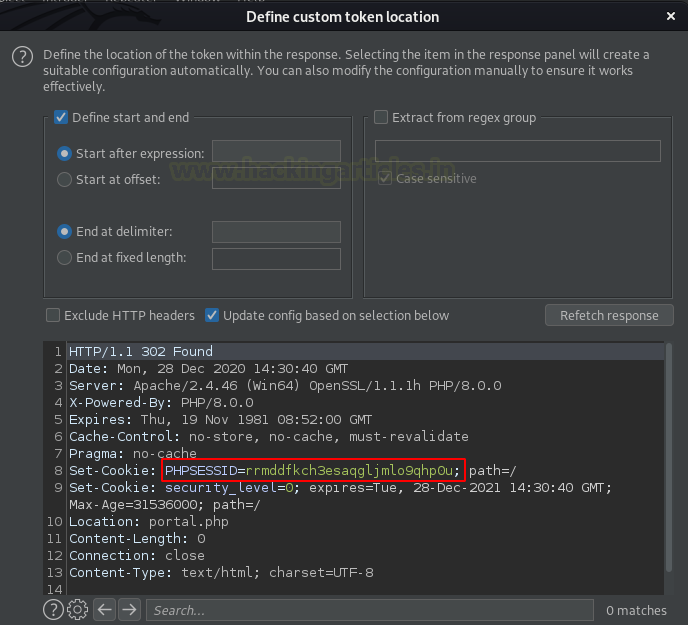 Define custom token location
Define the location of the token within the response. Selecting the item in the response panel will create a
suitable configuration automatically. You can also modify the configuration manually to ensure it works
effectively.
Define start and end
Start after expression:
Start at offset:
End at delimiter:
End at fixed length:
Extract from regex group
Case sensitive
www.hackingarticles.in
Exclude HTTP headers
Update config based on selection below
Refetch response
1 HTTP/1.1 302 Found
2 Date: Mon, 28 Dec 2020 14:30:40 GMT
3 Server: Apache/2.4.46 (Win64) OpenSSL/1.1.1h PHP/8.0.0
4 X-Powered-By: PHP/8.0.0
5 Expires: Thu, 19 Nov 1981 08:52:00 GMT
6 Cache-Control: no-store, no-cache, must-revalidate
7 Pragma: no-cache
8 Set-Cookie: PHPSESSID=rrmddfkch3esaqgljmlo9qhp0u; path=/
9 Set-Cookie: security_level=0; expires=Tue, 28-Dec-2021 14:30:40 GMT;
Max-Age=31536000; path=/
10 Location: portal.php
11 Content-Length: 0
12 Connection: close
13 Content-Type: text/html; charset=UTF-8
14
Search...
0 matches